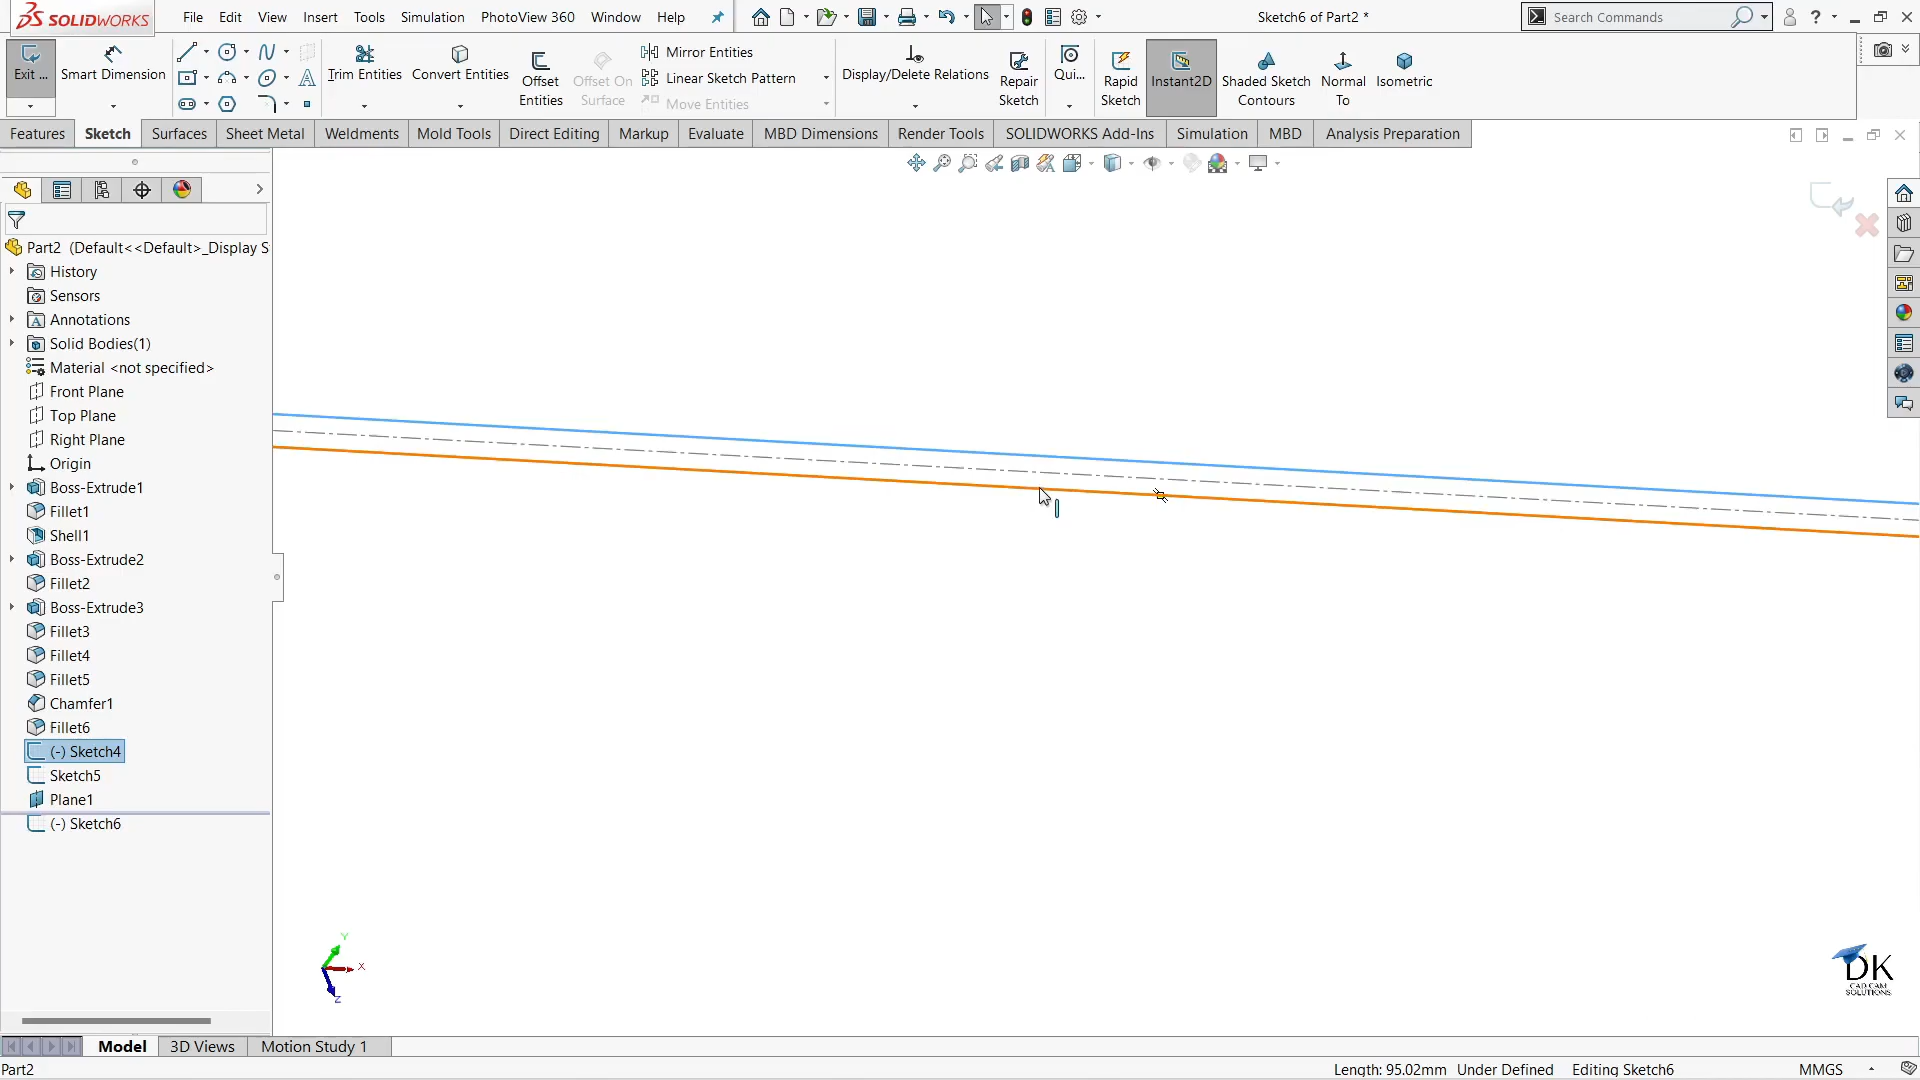 SOLIDWORKS
File Edit View Insert Tools Simulation PhotoView 360 Window Help
Sketch6 of Part2 *
Search Commands
Exit ...
Smart Dimension
Trim Entities
Convert Entities
Offset Entities
Offset On Surface
Mirror Entities
Linear Sketch Pattern
Move Entities
Display/Delete Relations
Repair Sketch
Qui...
Rapid Sketch
Instant2D
Shaded Sketch Contours
Normal To
Isometric
Features Sketch Surfaces Sheet Metal Weldments Mold Tools Direct Editing Markup Evaluate MBD Dimensions Render Tools SOLIDWORKS Add-Ins Simulation MBD Analysis Preparation
Part2 (Default<<Default>_Display S
History
Sensors
Annotations
Solid Bodies(1)
Material <not specified>
Front Plane
Top Plane
Right Plane
Origin
Boss-Extrude1
Fillet1
Shell1
Boss-Extrude2
Fillet2
Boss-Extrude3
Fillet3
Fillet4
Fillet5
Chamfer1
Fillet6
(-) Sketch4
Sketch5
Plane1
(-) Sketch6
Y
X
Z
DK
CAD CAM
SOLUTIONS
Model 3D Views Motion Study 1
Part2
Length: 95.02mm Under Defined Editing Sketch6 MMGS